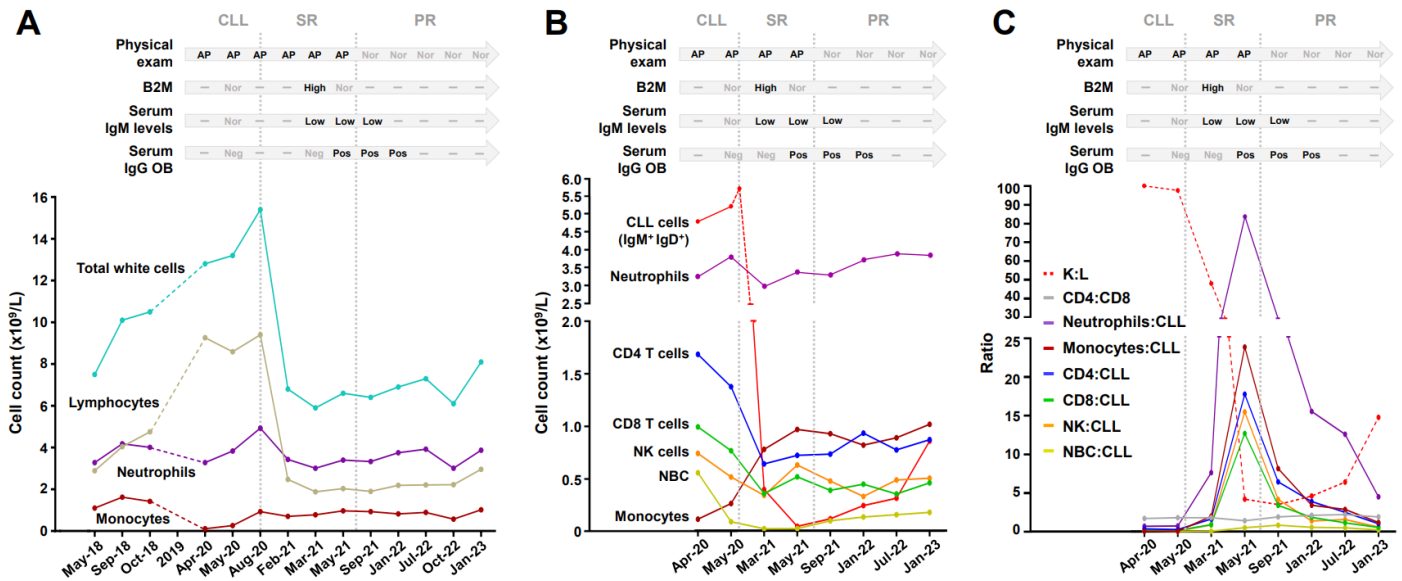 A
CLL SR PR
Physical exam
AP AP AP AP AP AP Nor Nor Nor Nor Nor
B2M
– Nor – – High Nor – – – – –
Serum IgM levels
– Nor – – Low Low Low – – – –
Serum IgG OB
– Neg – – Neg Pos Pos Pos – – –
Cell count (x10⁹/L)
16
14
12
10
8
6
4
2
0
Total white cells
Lymphocytes
Neutrophils
Monocytes
May-18 Sep-18 Oct-18 2019 Apr-20 May-20 Aug-20 Feb-21 Mar-21 May-21 Sep-21 Jan-22 Jul-22 Oct-22 Jan-23
B
CLL SR PR
Physical exam
AP AP AP AP Nor Nor Nor Nor
B2M
– Nor High Nor – – – –
Serum IgM levels
– Nor Low Low Low – – –
Serum IgG OB
– Neg Neg Pos Pos Pos – –
Cell count (x10⁹/L)
6.0
5.5
5.0
4.5
4.0
3.5
3.0
2.5
2.0
1.5
1.0
0.5
0.0
CLL cells
(IgM⁺ IgD⁺)
Neutrophils
CD4 T cells
CD8 T cells
NK cells
NBC
Monocytes
Apr-20 May-20 Mar-21 May-21 Sep-21 Jan-22 Jul-22 Jan-23
C
CLL SR PR
Physical exam
AP AP AP AP Nor Nor Nor Nor
B2M
– Nor High Nor – – – –
Serum IgM levels
– Nor Low Low Low – – –
Serum IgG OB
– Neg Neg Pos Pos Pos – –
Ratio
100
90
80
70
60
50
40
30
25
20
15
10
5
0
K:L
CD4:CD8
Neutrophils:CLL
Monocytes:CLL
CD4:CLL
CD8:CLL
NK:CLL
NBC:CLL
Apr-20 May-20 Mar-21 May-21 Sep-21 Jan-22 Jul-22 Jan-23